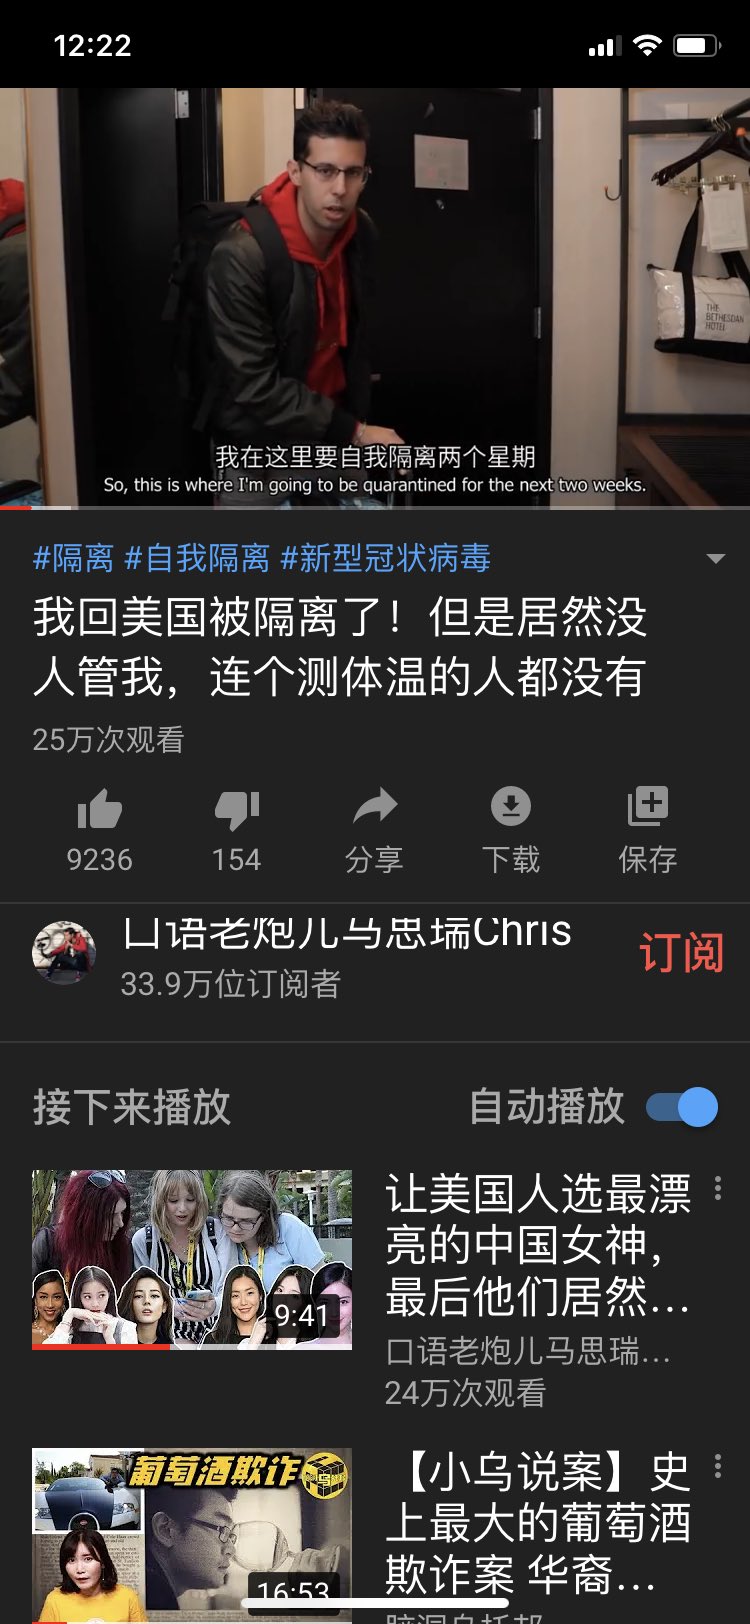 12:22
THE
BETHESDAN
HOTEL
我在这里要自我隔离两个星期
So, this is where I'm going to be quarantined for the next two weeks.
#隔离 #自我隔离 #新型冠状病毒
我回美国被隔离了！但是居然没
人管我，连个测体温的人都没有
25万次观看
9236
154
分享
下载
保存
口语老炮儿马思瑞Chris
33.9万位订阅者
订阅
接下来播放
自动播放
9:41
让美国人选最漂
亮的中国女神，
最后他们居然...
口语老炮儿马思瑞...
24万次观看
葡萄酒欺诈
16:53
【小乌说案】史
上最大的葡萄酒
欺诈案 华裔...
脑洞乌托邦